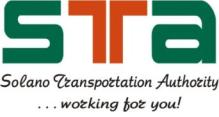 STA
Solano Transportation Authority
. . . working for you!